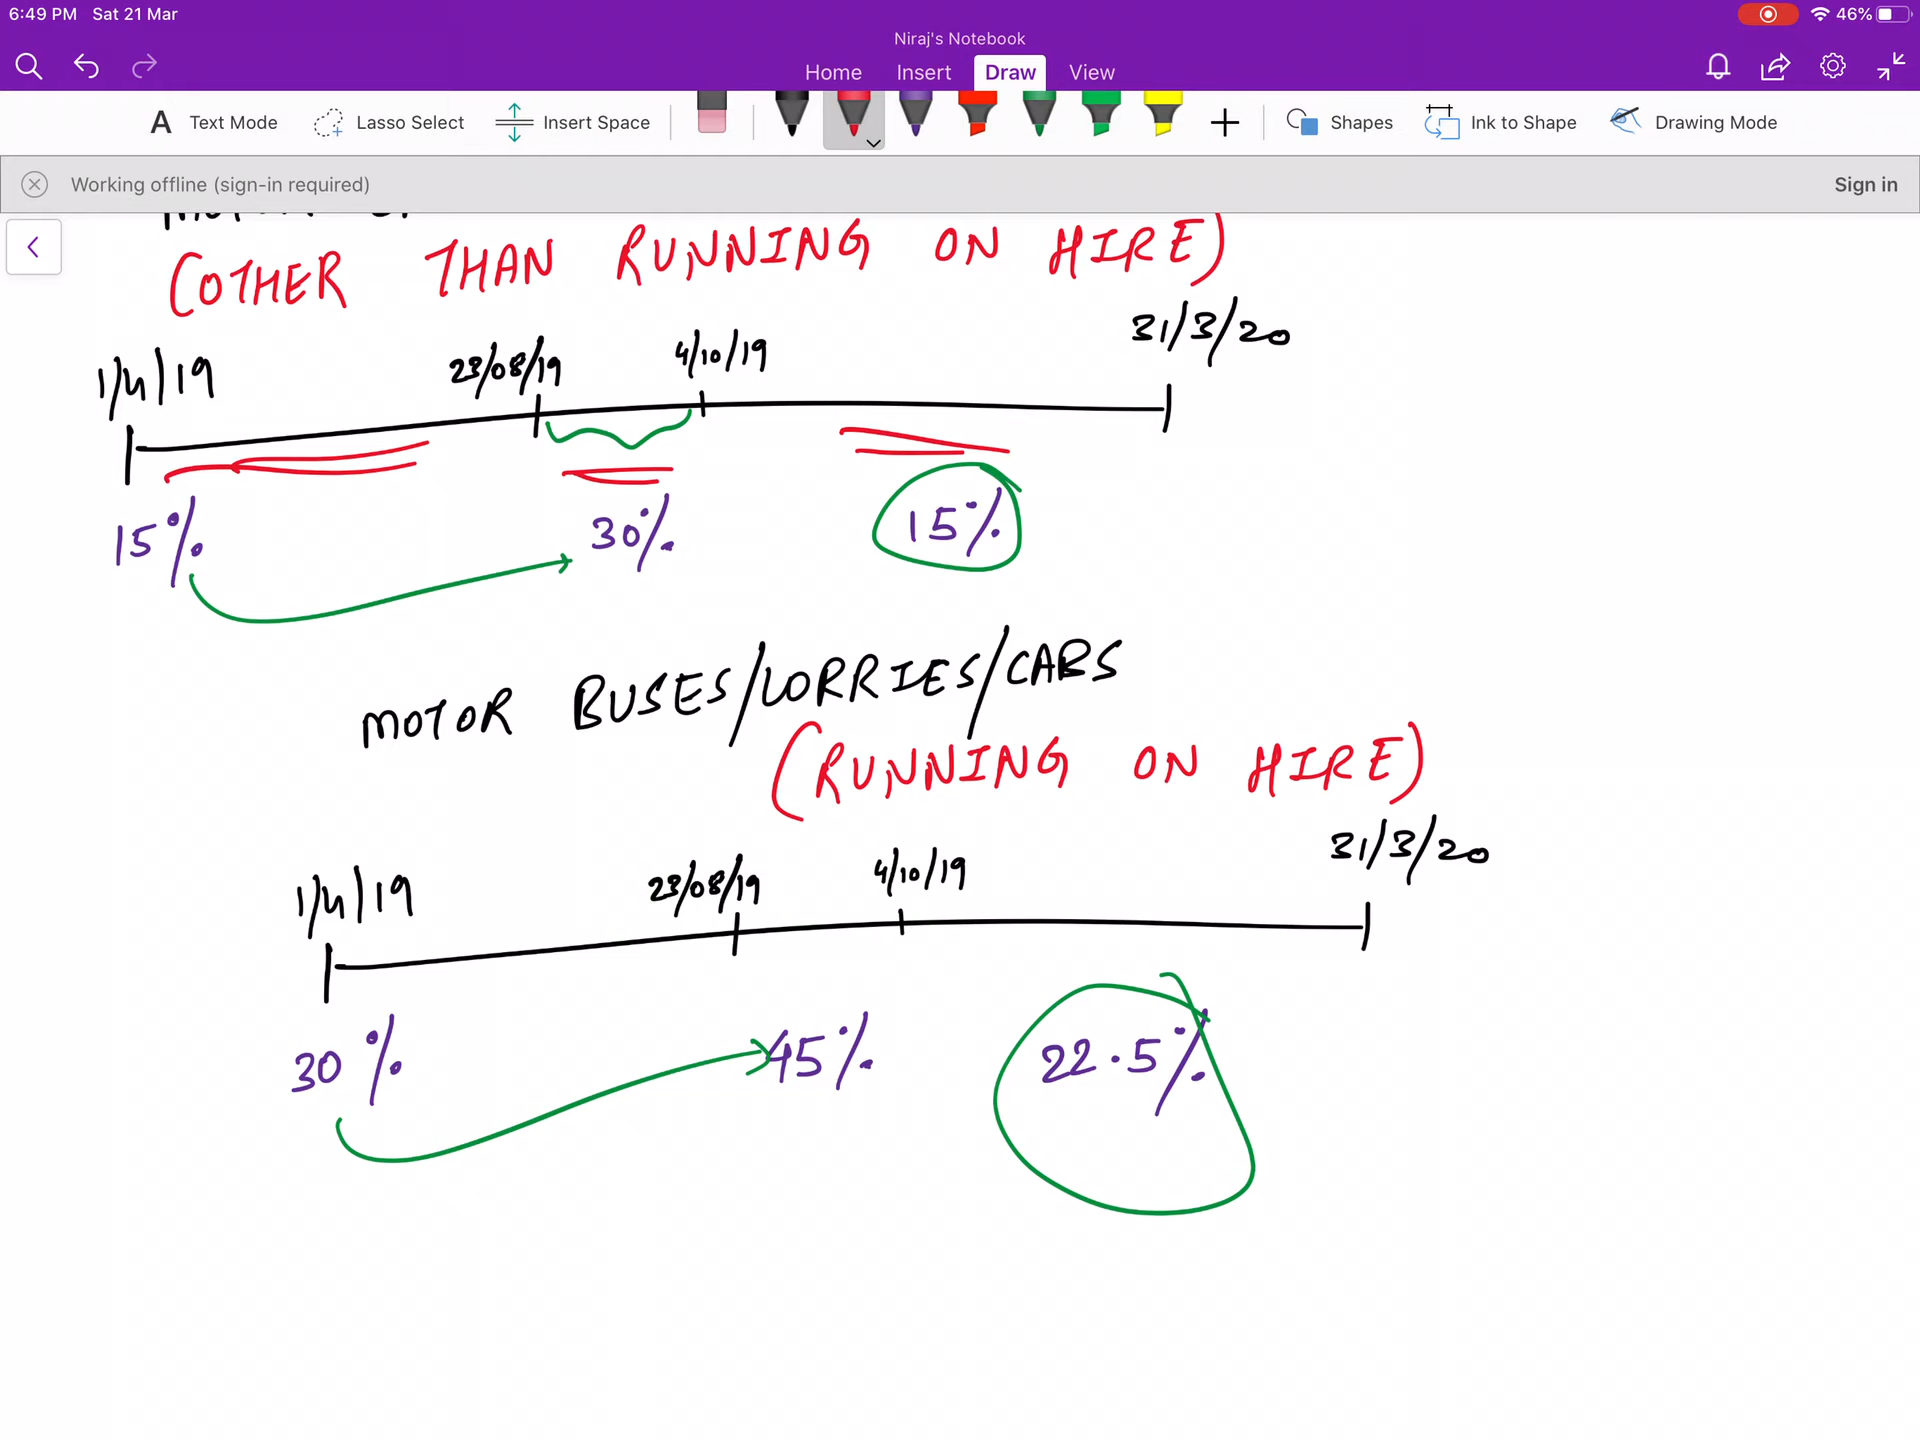 6:49 PM Sat 21 Mar
46%
Niraj's Notebook
Home Insert Draw View
A Text Mode Lasso Select Insert Space Shapes Ink to Shape Drawing Mode
Working offline (sign-in required) Sign in
(OTHER THAN RUNNING ON HIRE)
1/4/19 23/08/19 4/10/19 31/3/20
15% 30% 15%
MOTOR BUSES/LORRIES/CABS
(RUNNING ON HIRE)
1/4/19 23/08/19 4/10/19 31/3/20
30% 45% 22.5%